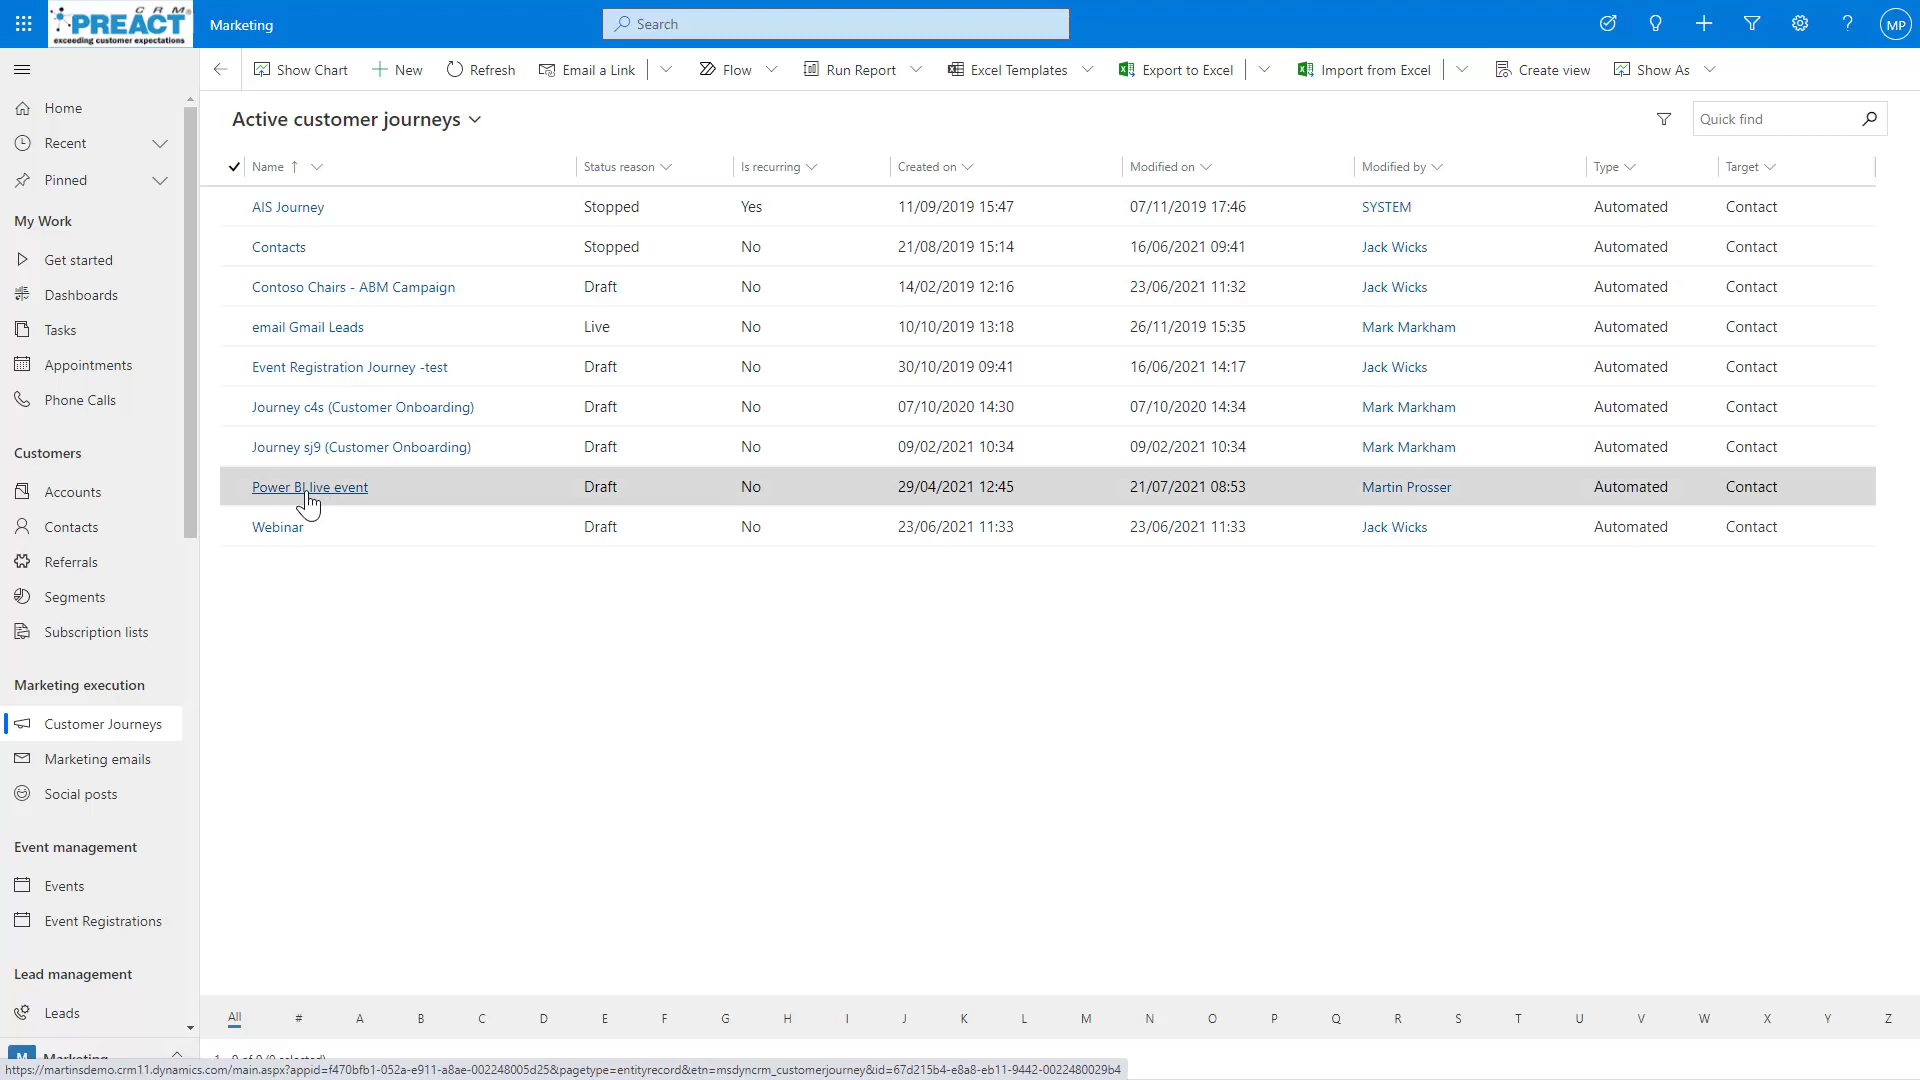 CRM
PREACT
exceeding customer expectations
Marketing
Search
MP
Show Chart
New
Refresh
Email a Link
Flow
Run Report
Excel Templates
Export to Excel
Import from Excel
Create view
Show As
Home
Recent
Pinned
My Work
Get started
Dashboards
Tasks
Appointments
Phone Calls
Customers
Accounts
Contacts
Referrals
Segments
Subscription lists
Marketing execution
Customer Journeys
Marketing emails
Social posts
Event management
Events
Event Registrations
Lead management
Leads
M Marketing
Active customer journeys
Quick find
Name Status reason Is recurring Created on Modified on Modified by Type Target
AIS Journey Stopped Yes 11/09/2019 15:47 07/11/2019 17:46 SYSTEM Automated Contact
Contacts Stopped No 21/08/2019 15:14 16/06/2021 09:41 Jack Wicks Automated Contact
Contoso Chairs - ABM Campaign Draft No 14/02/2019 12:16 23/06/2021 11:32 Jack Wicks Automated Contact
email Gmail Leads Live No 10/10/2019 13:18 26/11/2019 15:35 Mark Markham Automated Contact
Event Registration Journey -test Draft No 30/10/2019 09:41 16/06/2021 14:17 Jack Wicks Automated Contact
Journey c4s (Customer Onboarding) Draft No 07/10/2020 14:30 07/10/2020 14:34 Mark Markham Automated Contact
Journey sj9 (Customer Onboarding) Draft No 09/02/2021 10:34 09/02/2021 10:34 Mark Markham Automated Contact
Power BI live event Draft No 29/04/2021 12:45 21/07/2021 08:53 Martin Prosser Automated Contact
Webinar Draft No 23/06/2021 11:33 23/06/2021 11:33 Jack Wicks Automated Contact
All # A B C D E F G H I J K L M N O P Q R S T U V W X Y Z
1 - 9 of 9 (0 selected)
https://martinsdemo.crm11.dynamics.com/main.aspx?appid=f470bfb1-052a-e911-a8ae-002248005d25&pagetype=entityrecord&etn=msdyncrm_customerjourney&id=67d215b4-e8a8-eb11-9442-0022480029b4